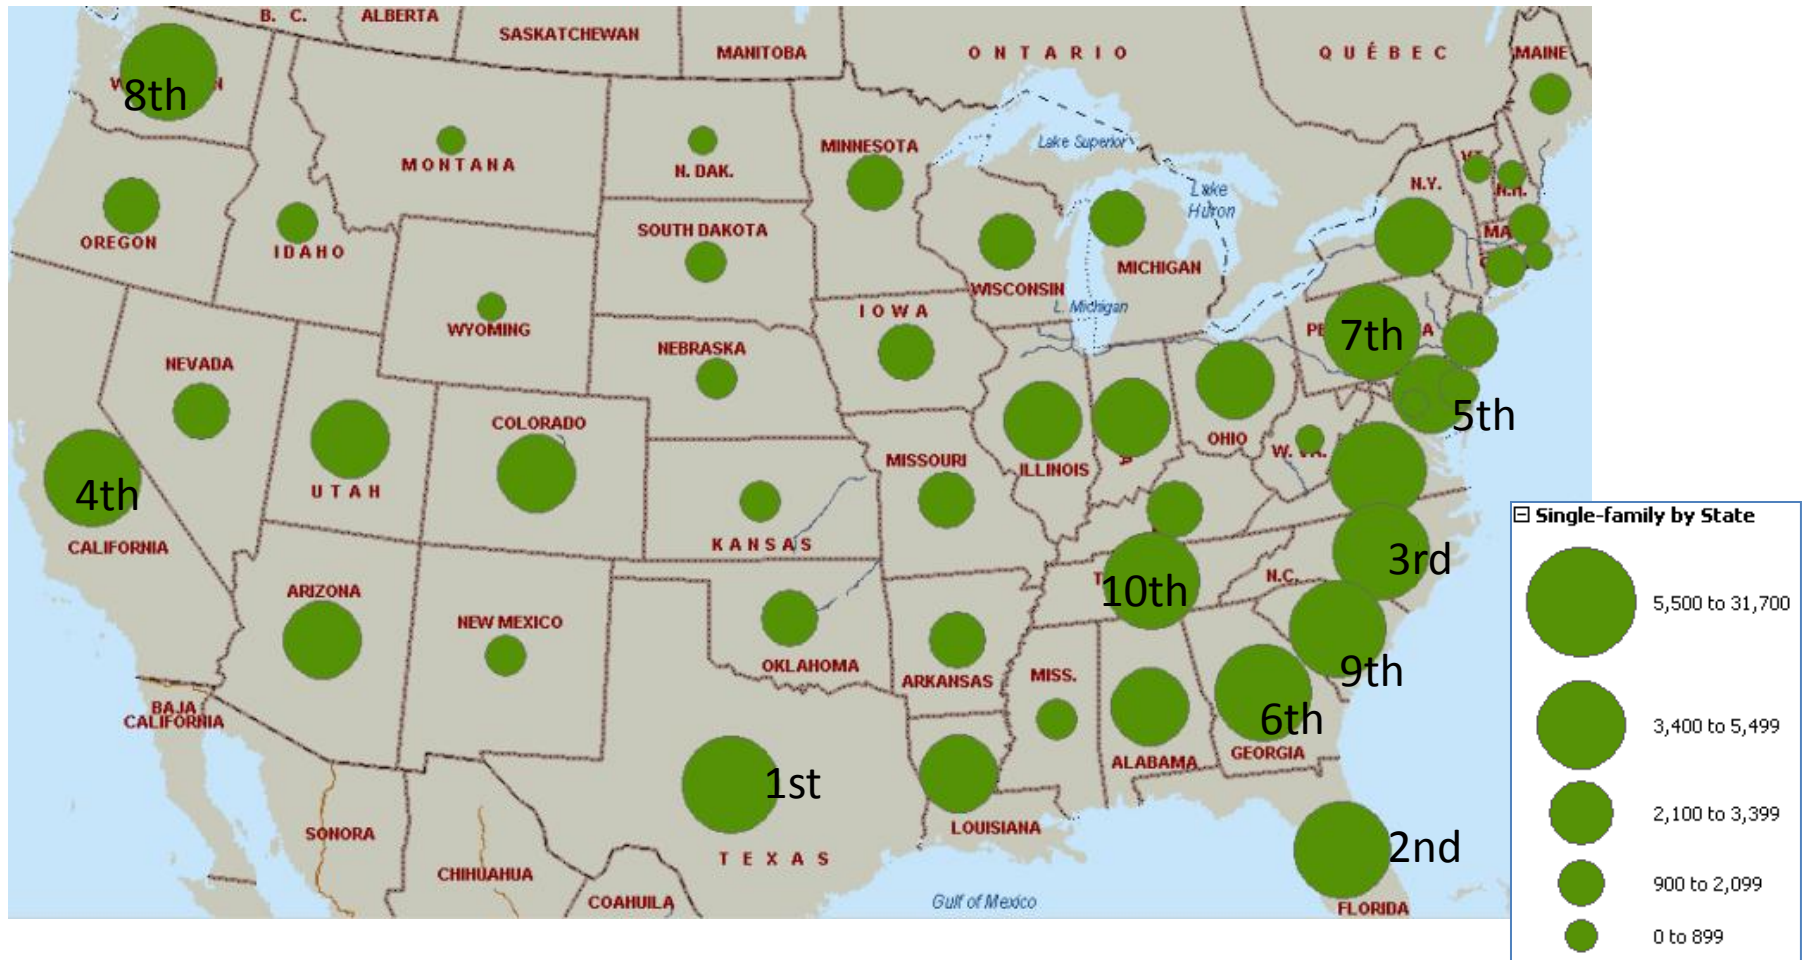 B. C.
ALBERTA
SASKATCHEWAN
MANITOBA
ONTARIO
QUÉBEC
MAINE
8th
MONTANA
N. DAK.
MINNESOTA
Lake Superior
Lake
Huron
N.Y.
VT.
N.H.
MA
OREGON
IDAHO
SOUTH DAKOTA
WISCONSIN
MICHIGAN
L. Michigan
WYOMING
IOWA
NEBRASKA
NEVADA
7th
5th
COLORADO
UTAH
4th
CALIFORNIA
KANSAS
MISSOURI
ILLINOIS
OHIO
W. VA.
3rd
10th
N.C.
ARIZONA
NEW MEXICO
OKLAHOMA
ARKANSAS
MISS.
9th
6th
GEORGIA
ALABAMA
BAJA
CALIFORNIA
1st
TEXAS
LOUISIANA
2nd
FLORIDA
SONORA
CHIHUAHUA
COAHUILA
Gulf of Mexico
Single-family by State
5,500 to 31,700
3,400 to 5,499
2,100 to 3,399
900 to 2,099
0 to 899